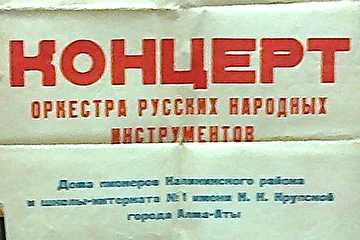 КОНЦЕРТ
ОРКЕСТРА РУССКИХ НАРОДНЫХ
ИНСТРУМЕНТОВ
Дома пионеров Калининского района
и школы-интерната №1 имени Н. К. Крупской
города Алма-Аты